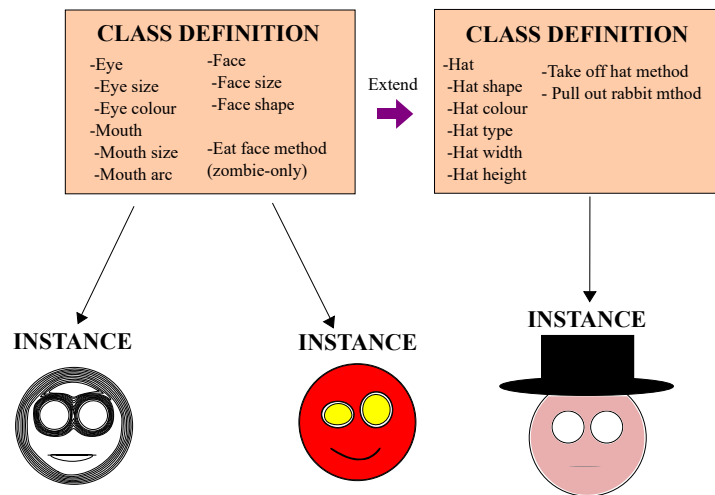 CLASS DEFINITION
-Eye
-Eye size
-Eye colour
-Mouth
-Mouth size
-Mouth arc
-Face
-Face size
-Face shape
-Eat face method
(zombie-only)
Extend
CLASS DEFINITION
-Hat
-Hat shape
-Hat colour
-Hat type
-Hat width
-Hat height
-Take off hat method
- Pull out rabbit mthod
INSTANCE
INSTANCE
INSTANCE